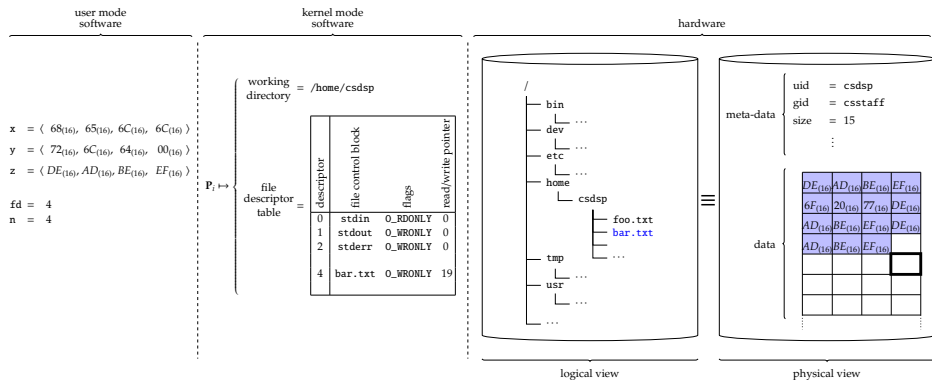 user mode
software
kernel mode
software
hardware
x = ⟨ 68(16), 65(16), 6C(16), 6C(16) ⟩
y = ⟨ 72(16), 6C(16), 64(16), 00(16) ⟩
z = ⟨ DE(16), AD(16), BE(16), EF(16) ⟩
fd = 4
n = 4
Pi ↦
working
directory = /home/csdsp
file
descriptor
table =
descriptor file control block flags read/write pointer
0 stdin O_RDONLY 0
1 stdout O_WRONLY 0
2 stderr O_WRONLY 0
4 bar.txt O_WRONLY 19
/
bin
...
dev
...
etc
...
home
csdsp
foo.txt
bar.txt
...
tmp
...
usr
...
...
logical view
≡
meta-data
uid = csdsp
gid = csstaff
size = 15
⋮
data
DE(16) AD(16) BE(16) EF(16)
6F(16) 20(16) 77(16) DE(16)
AD(16) BE(16) EF(16) DE(16)
AD(16) BE(16) EF(16)
physical view